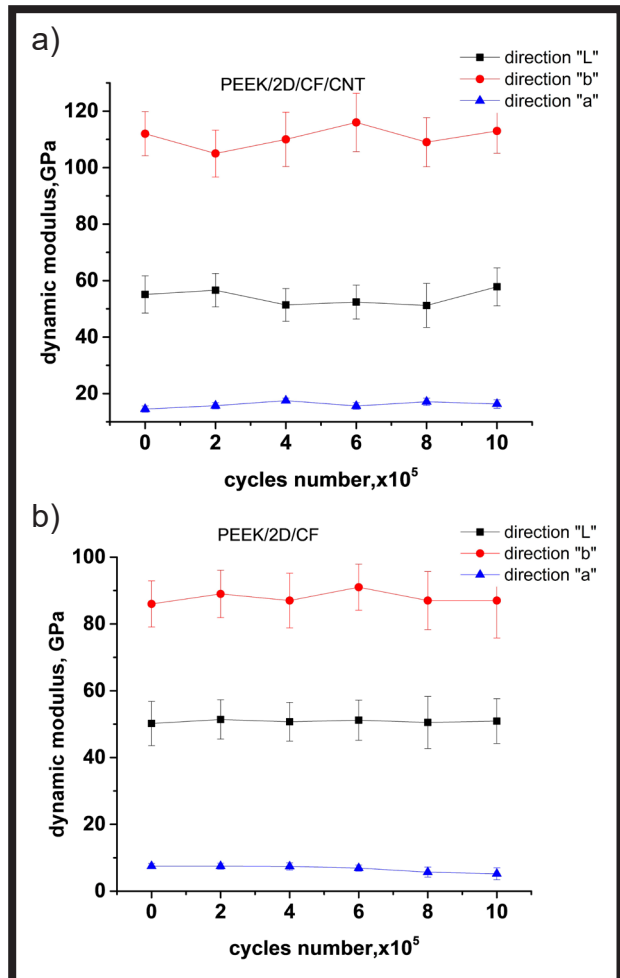 a)
direction "L"
direction "b"
direction "a"
PEEK/2D/CF/CNT
120
100
80
60
40
20
dynamic modulus,GPa
0 2 4 6 8 10
cycles number,x10⁵
b)
PEEK/2D/CF
direction "L"
direction "b"
direction "a"
100
80
60
40
20
0
dynamic modulus, GPa
0 2 4 6 8 10
cycles number,x10⁵